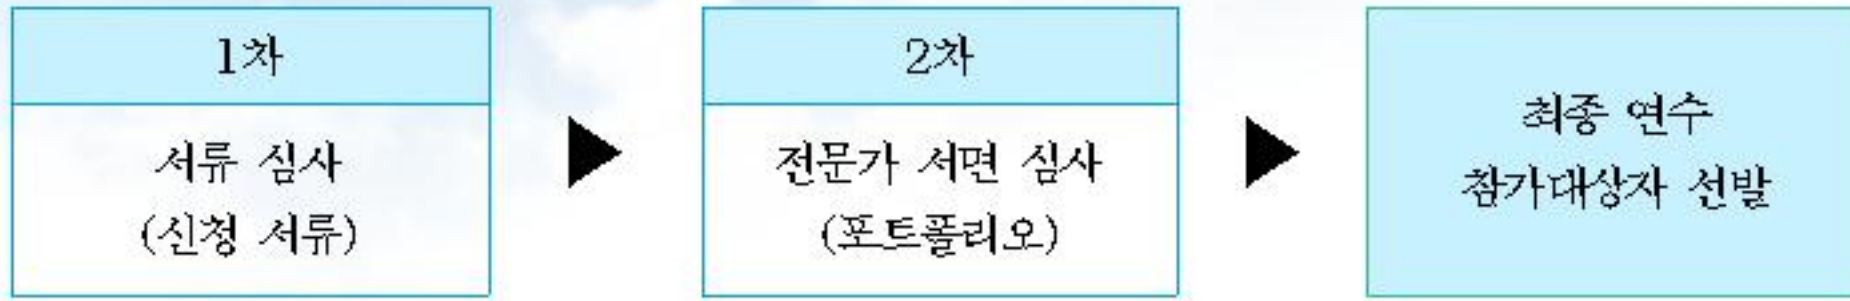 1차
서류 심사
(신청 서류)
2차
전문가 서면 심사
(포트폴리오)
최종 연수
참가대상자 선발